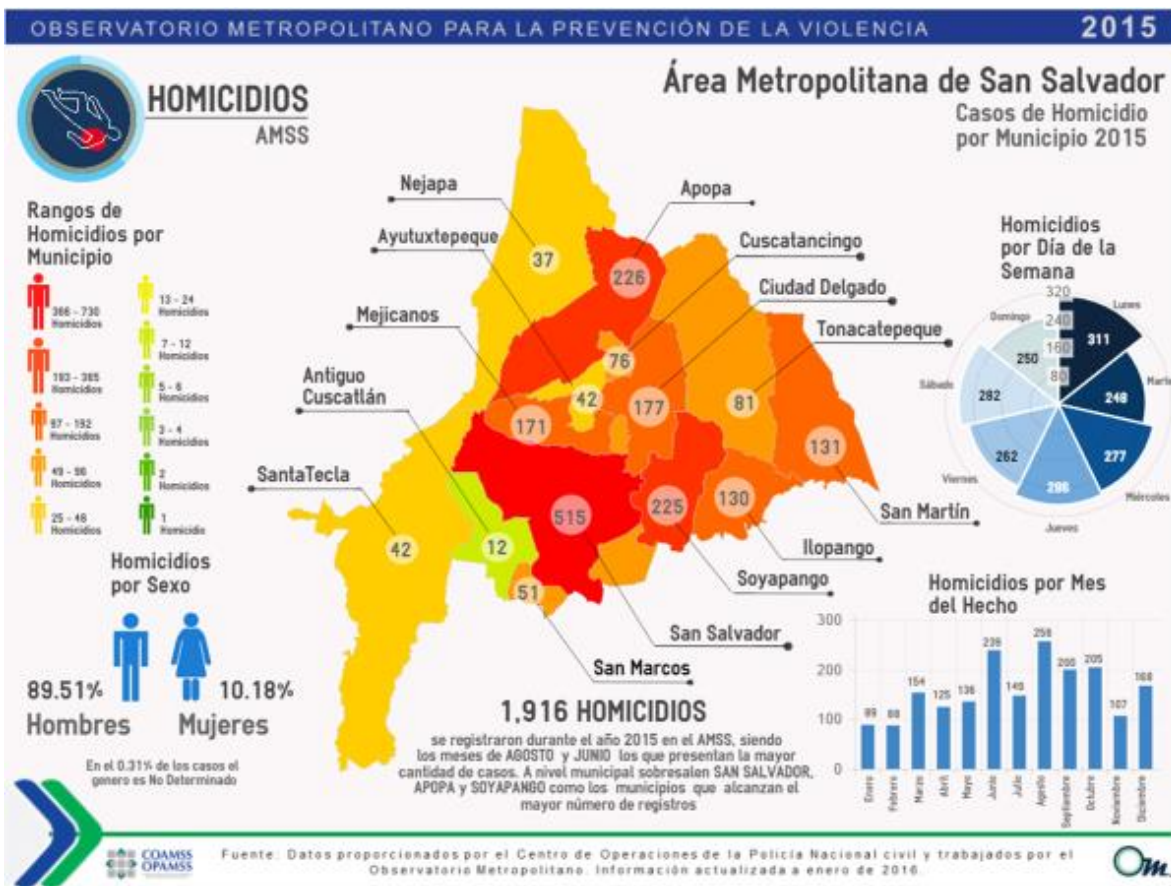 OBSERVATORIO METROPOLITANO PARA LA PREVENCIÓN DE LA VIOLENCIA
2015
HOMICIDIOS
AMSS
Área Metropolitana de San Salvador
Casos de Homicidio
por Municipio 2015
Rangos de
Homicidios por
Municipio
366 - 730
Homicidios
193 - 365
Homicidios
97 - 192
Homicidios
49 - 96
Homicidios
25 - 48
Homicidios
13 - 24
Homicidios
7 - 12
Homicidios
5 - 6
Homicidios
3 - 4
Homicidios
2
Homicidios
1
Homicidio
Homicidios
por Sexo
89.51%
Hombres
10.18%
Mujeres
En el 0.31% de los casos el
genero es No Determinado
Nejapa
37
Apopa
226
Ayutuxtepeque
42
Cuscatancingo
76
Ciudad Delgado
177
Mejicanos
171
Tonacatepeque
81
Antiguo
Cuscatlán
12
SantaTecla
42
San Martín
131
Ilopango
130
Soyapango
225
San Salvador
515
San Marcos
51
1,916 HOMICIDIOS
se registraron durante el año 2015 en el AMSS, siendo
los meses de AGOSTO y JUNIO los que presentan la mayor
cantidad de casos. A nivel municipal sobresalen SAN SALVADOR,
APOPA y SOYAPANGO como los municipios que alcanzan el
mayor número de registros
Homicidios
por Día de la
Semana
320
240
160
80
Lunes
311
248
Miércoles
277
Jueves
286
Viernes
262
Sábado
282
Domingo
250
Homicidios por Mes
del Hecho
300
200
100
0
89
88
154
125
136
239
258
200
205
107
168
Enero
Febrero
Marzo
Abril
Mayo
Junio
Julio
Agosto
Septiembre
Octubre
Noviembre
Diciembre
COAMSS
OPAMSS
Fuente: Datos proporcionados por el Centro de Operaciones de la Policía Nacional civil y trabajados por el
Observatorio Metropolitano. Información actualizada a enero de 2016.